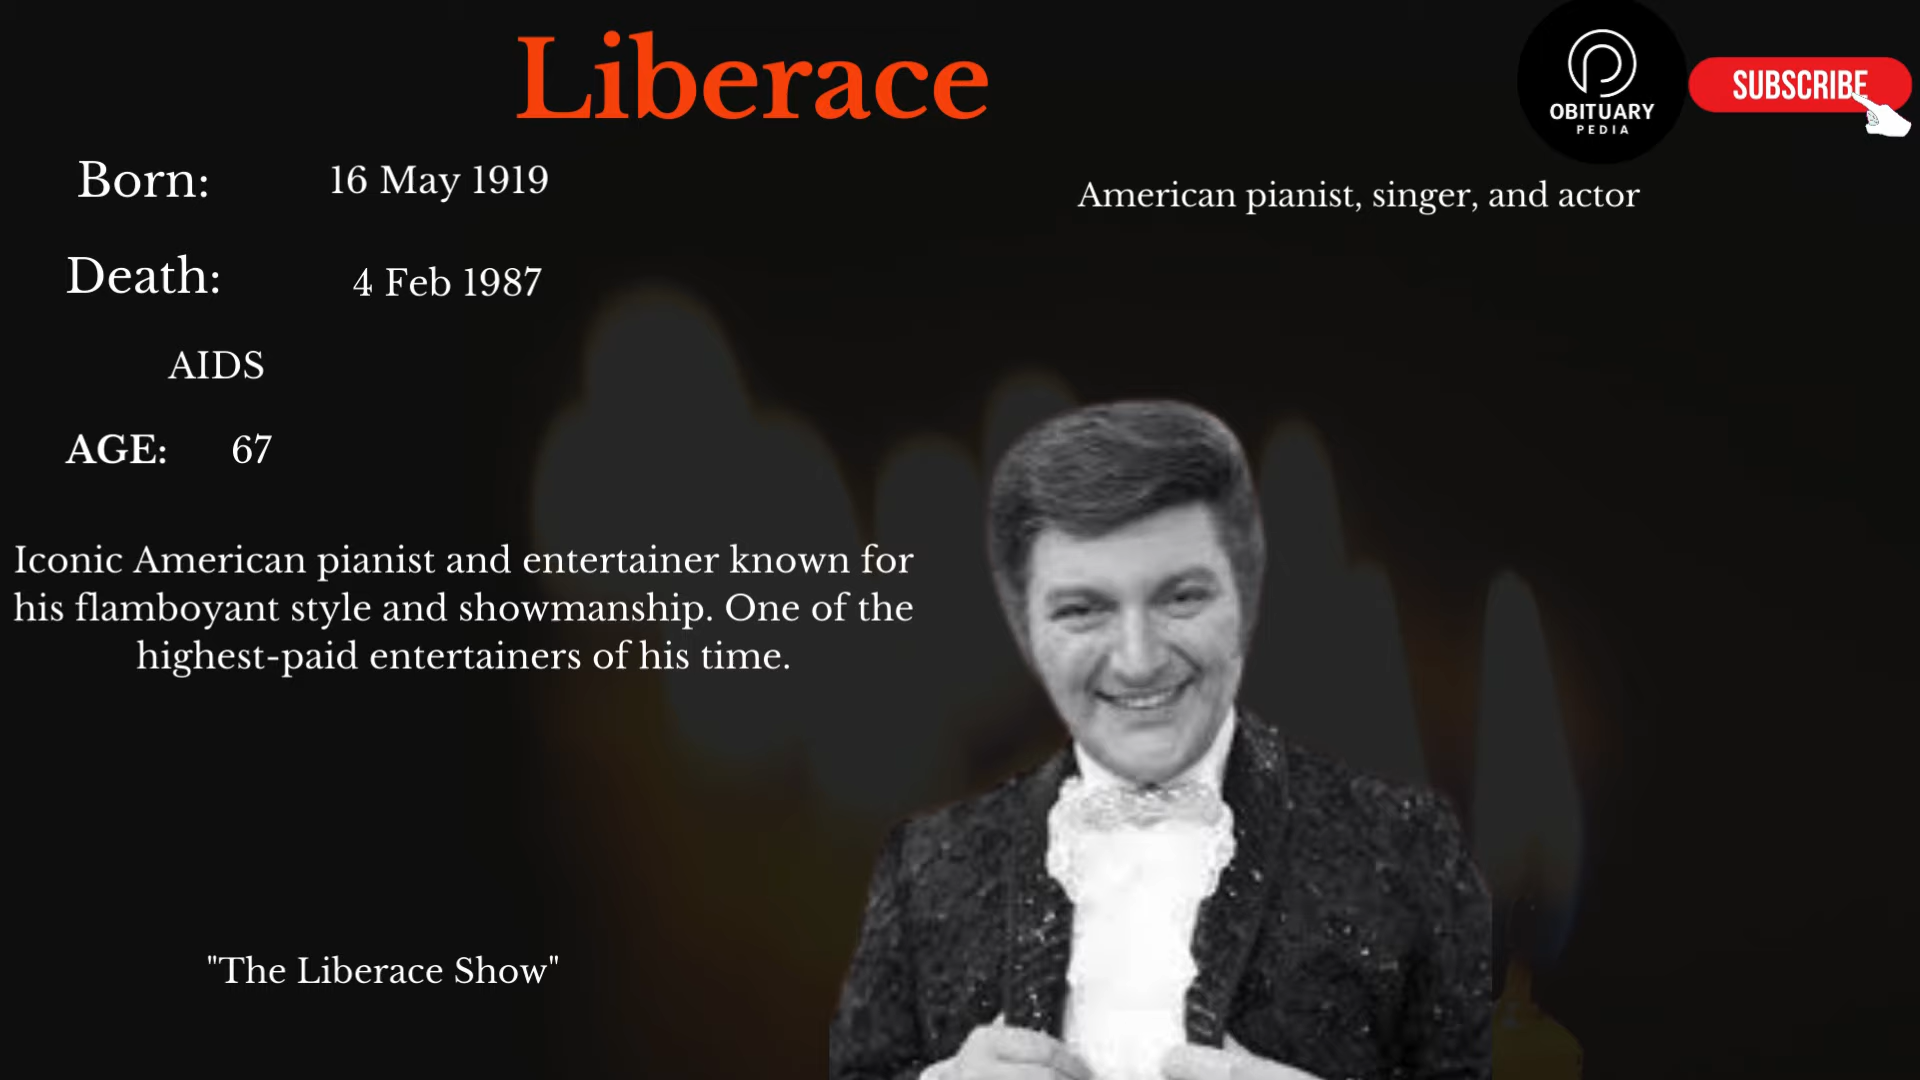 Liberace
OBITUARY
PEDIA
SUBSCRIBE
Born: 16 May 1919
American pianist, singer, and actor
Death: 4 Feb 1987
AIDS
AGE: 67
Iconic American pianist and entertainer known for
his flamboyant style and showmanship. One of the
highest-paid entertainers of his time.
"The Liberace Show"